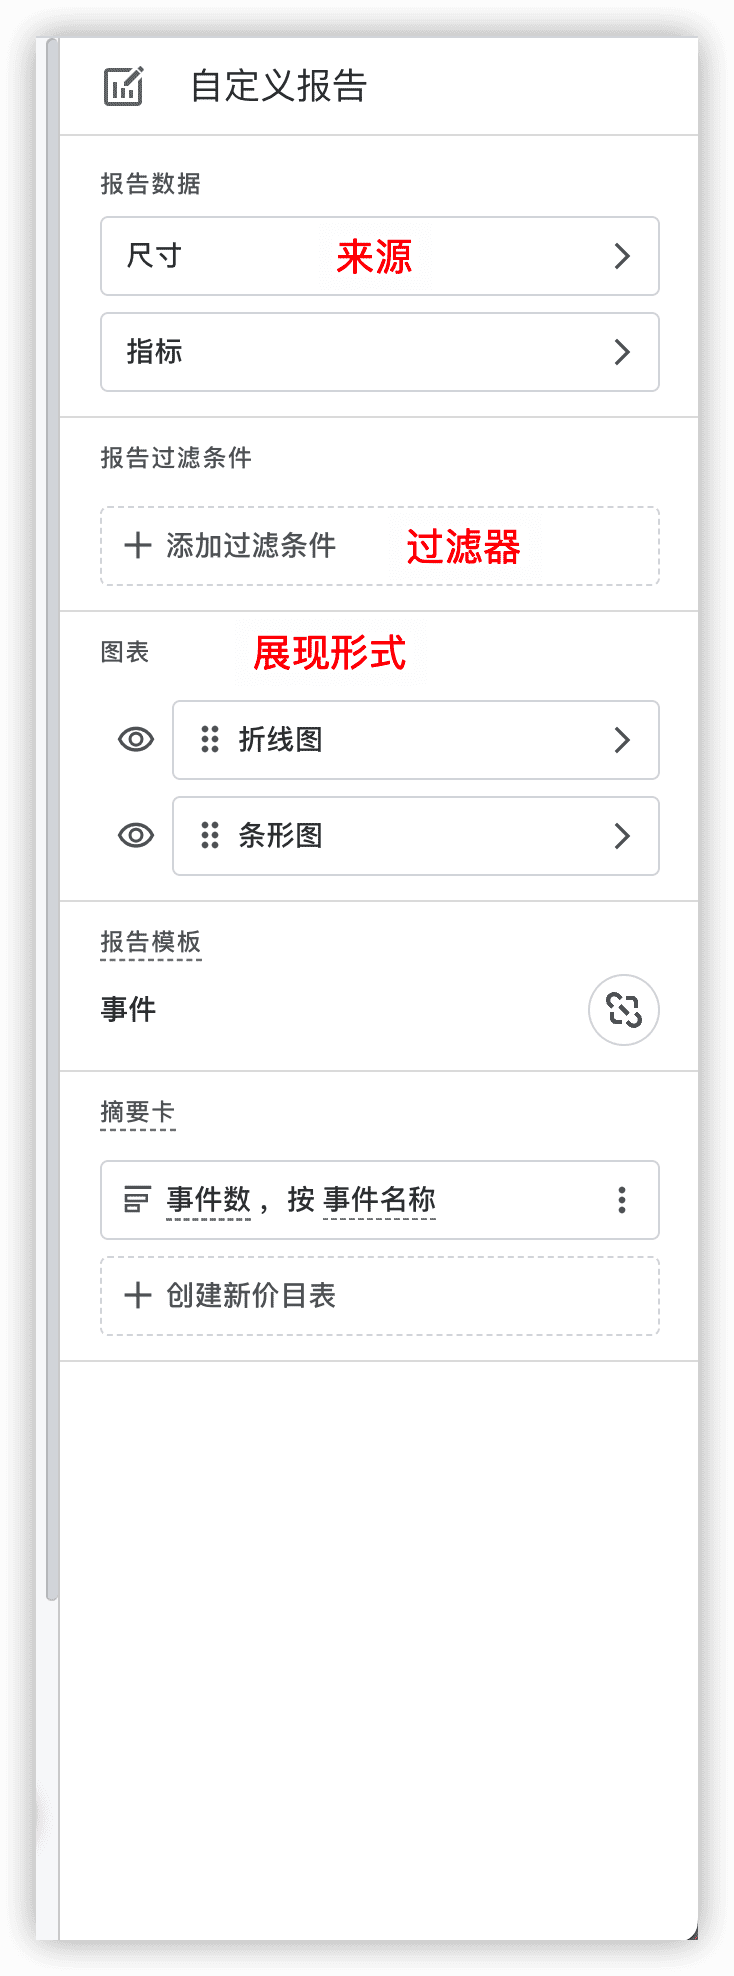 自定义报告
报告数据
尺寸 来源
指标
报告过滤条件
添加过滤条件 过滤器
图表 展现形式
折线图
条形图
报告模板
事件
摘要卡
事件数， 按 事件名称
创建新价目表